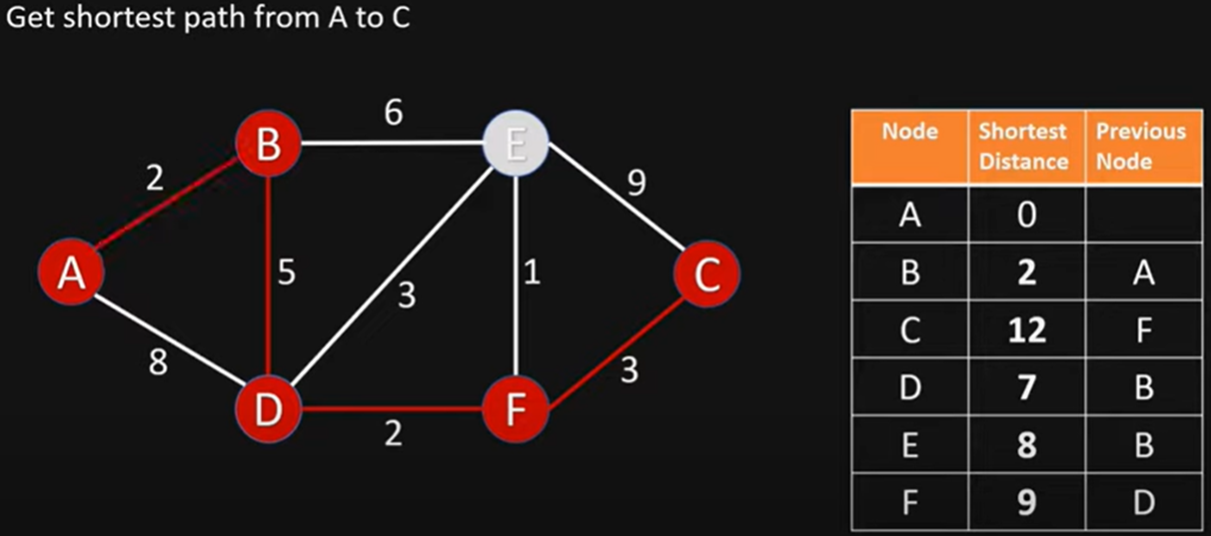 Get shortest path from A to C
6
B
E
2
9
A
5
3
1
C
8
3
D
F
2
Node Shortest Distance Previous Node
A 0
B 2 A
C 12 F
D 7 B
E 8 B
F 9 D